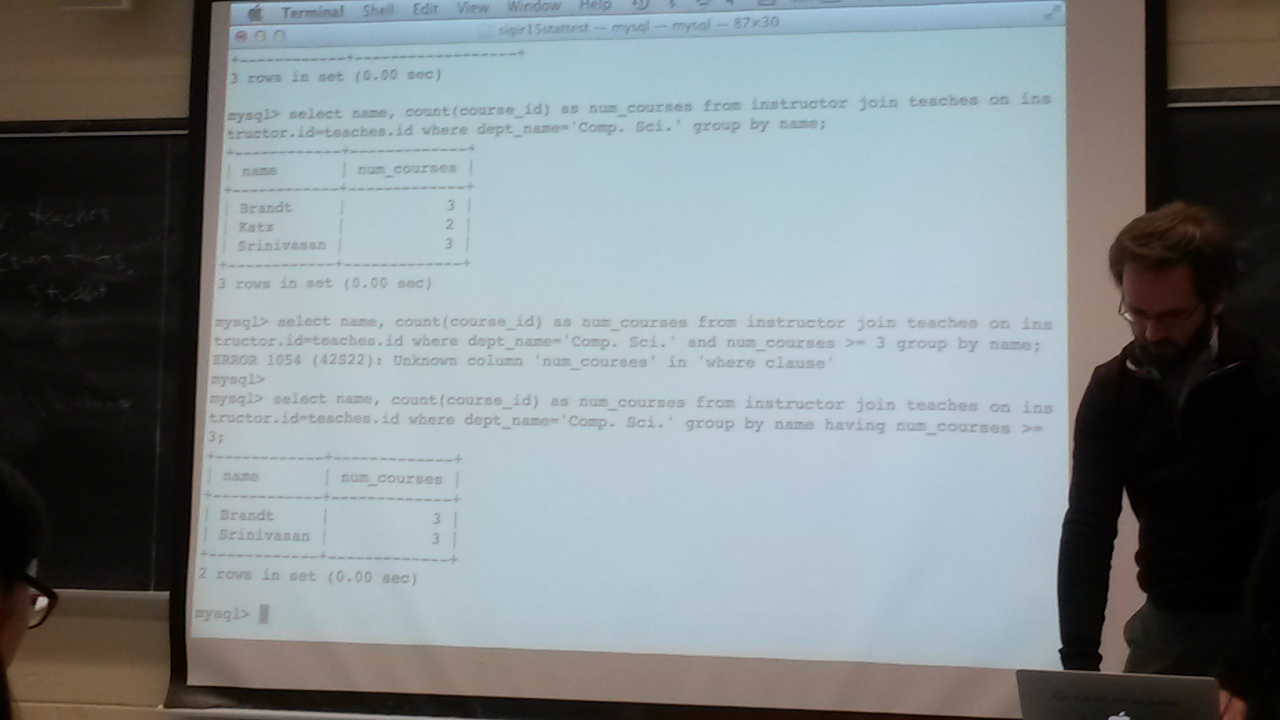 Terminal Shell Edit View Window Help
sigir15stattest — mysql — mysql — 87×30
+------------+-----------------+
3 rows in set (0.00 sec)
mysql> select name, count(course_id) as num_courses from instructor join teaches on ins
tructor.id=teaches.id where dept_name='Comp. Sci.' group by name;
+------------+-------------+
| name | num_courses |
+------------+-------------+
| Brandt | 3 |
| Katz | 2 |
| Srinivasan | 3 |
+------------+-------------+
3 rows in set (0.00 sec)
mysql> select name, count(course_id) as num_courses from instructor join teaches on ins
tructor.id=teaches.id where dept_name='Comp. Sci.' and num_courses >= 3 group by name;
ERROR 1054 (42S22): Unknown column 'num_courses' in 'where clause'
mysql>
mysql> select name, count(course_id) as num_courses from instructor join teaches on ins
tructor.id=teaches.id where dept_name='Comp. Sci.' group by name having num_courses >=
3;
+------------+-------------+
| name | num_courses |
+------------+-------------+
| Brandt | 3 |
| Srinivasan | 3 |
+------------+-------------+
2 rows in set (0.00 sec)
mysql>
teaches